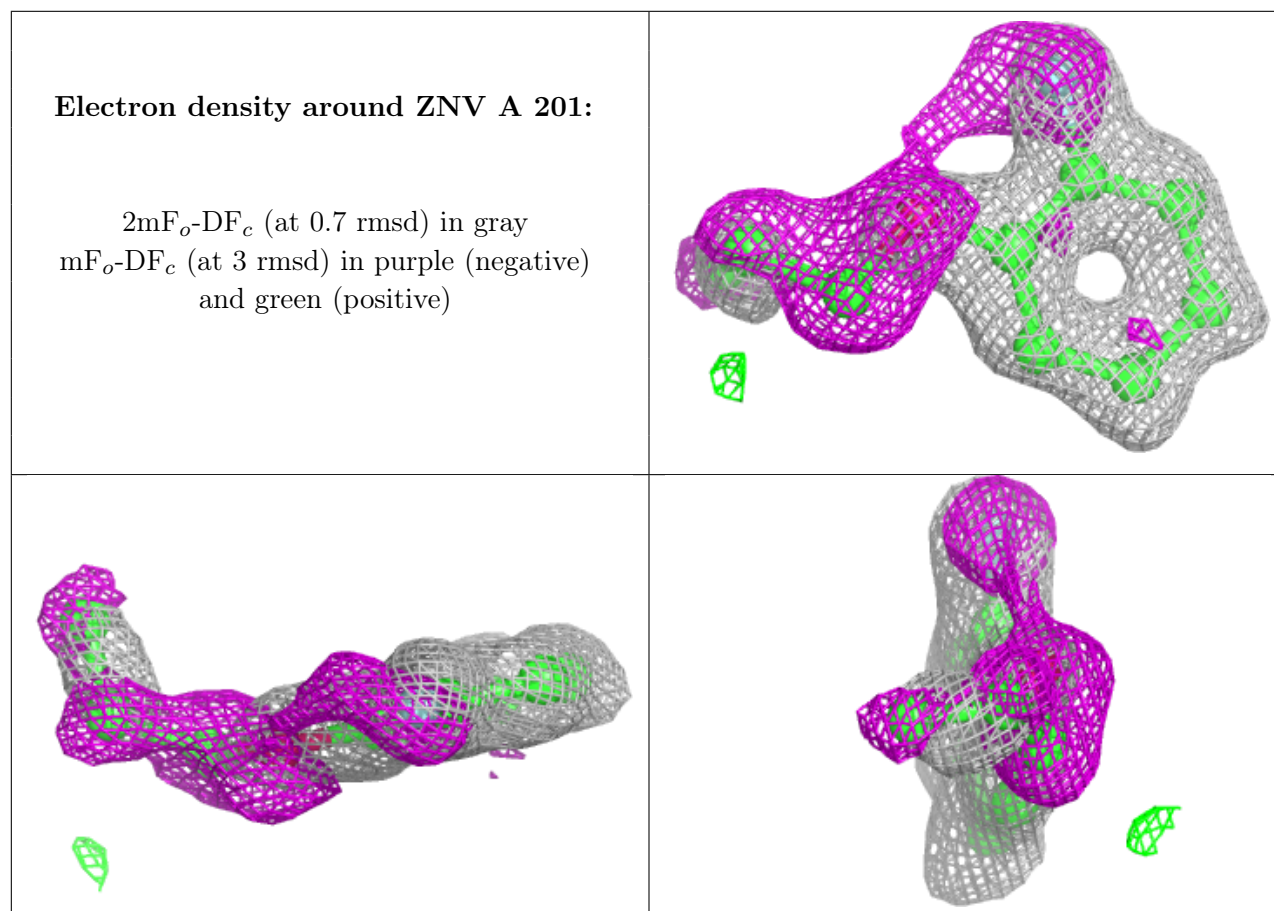 Electron density around ZNV A 201:
2mFo-DFc (at 0.7 rmsd) in gray
mFo-DFc (at 3 rmsd) in purple (negative)
and green (positive)